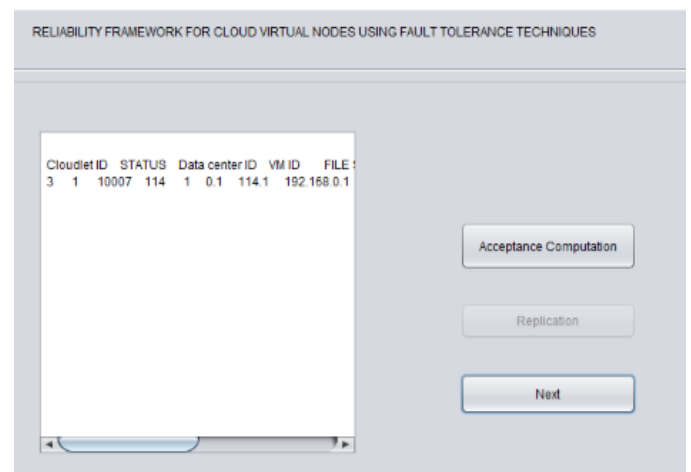 RELIABILITY FRAMEWORK FOR CLOUD VIRTUAL NODES USING FAULT TOLERANCE TECHNIQUES
Cloudlet ID STATUS Data center ID VM ID FILE
3 1 10007 114 1 0.1 114.1 192.168.0.1
Acceptance Computation
Replication
Next